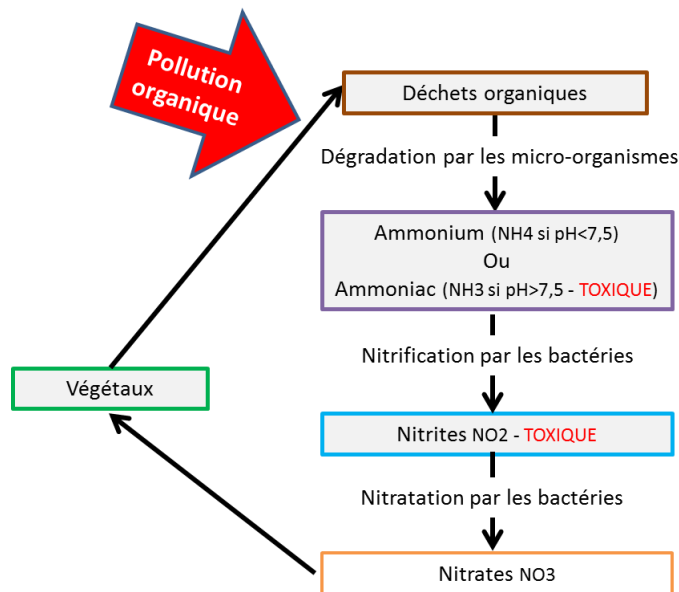 Pollution
organique
Déchets organiques
Dégradation par les micro-organismes
Ammonium (NH4 si pH<7,5)
Ou
Ammoniac (NH3 si pH>7,5 - TOXIQUE)
Nitrification par les bactéries
Végétaux
Nitrites NO2 - TOXIQUE
Nitratation par les bactéries
Nitrates NO3